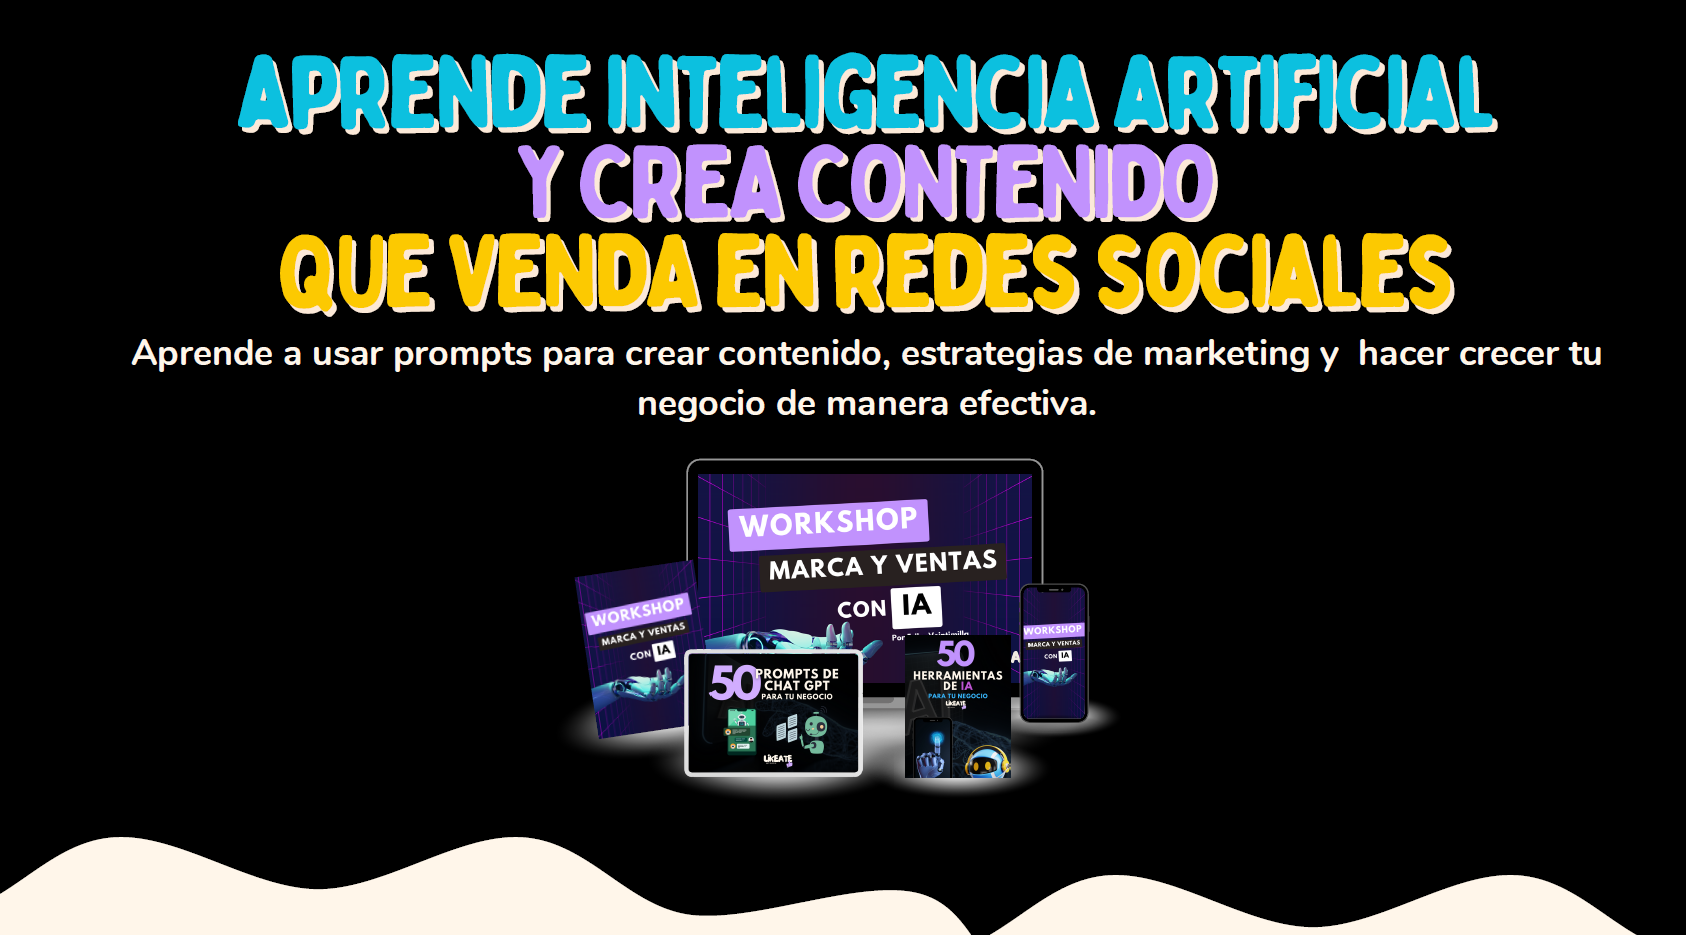 APRENDE INTELIGENCIA ARTIFICIAL
Y CREA CONTENIDO
QUE VENDA EN REDES SOCIALES
Aprende a usar prompts para crear contenido, estrategias de marketing y  hacer crecer tu
negocio de manera efectiva.
WORKSHOP
MARCA Y VENTAS
CON IA
Por
WORKSHOP
MARCA Y VENTAS
CON IA
50 PROMPTS DE
CHAT GPT
PARA TU NEGOCIO
LIKEATE
50
HERRAMIENTAS
DE IA
PARA TU NEGOCIO
LIKEATE
WORKSHOP
MARCA Y VENTAS
CON IA